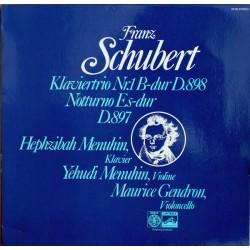 Franz
Schubert
Klaviertrio Nr.1 B-dur D.898
Notturno Es-dur
D.897
Hephzibah Menuhin,
Klavier
Yehudi Menuhin, Violine
Maurice Gendron,
Violoncello